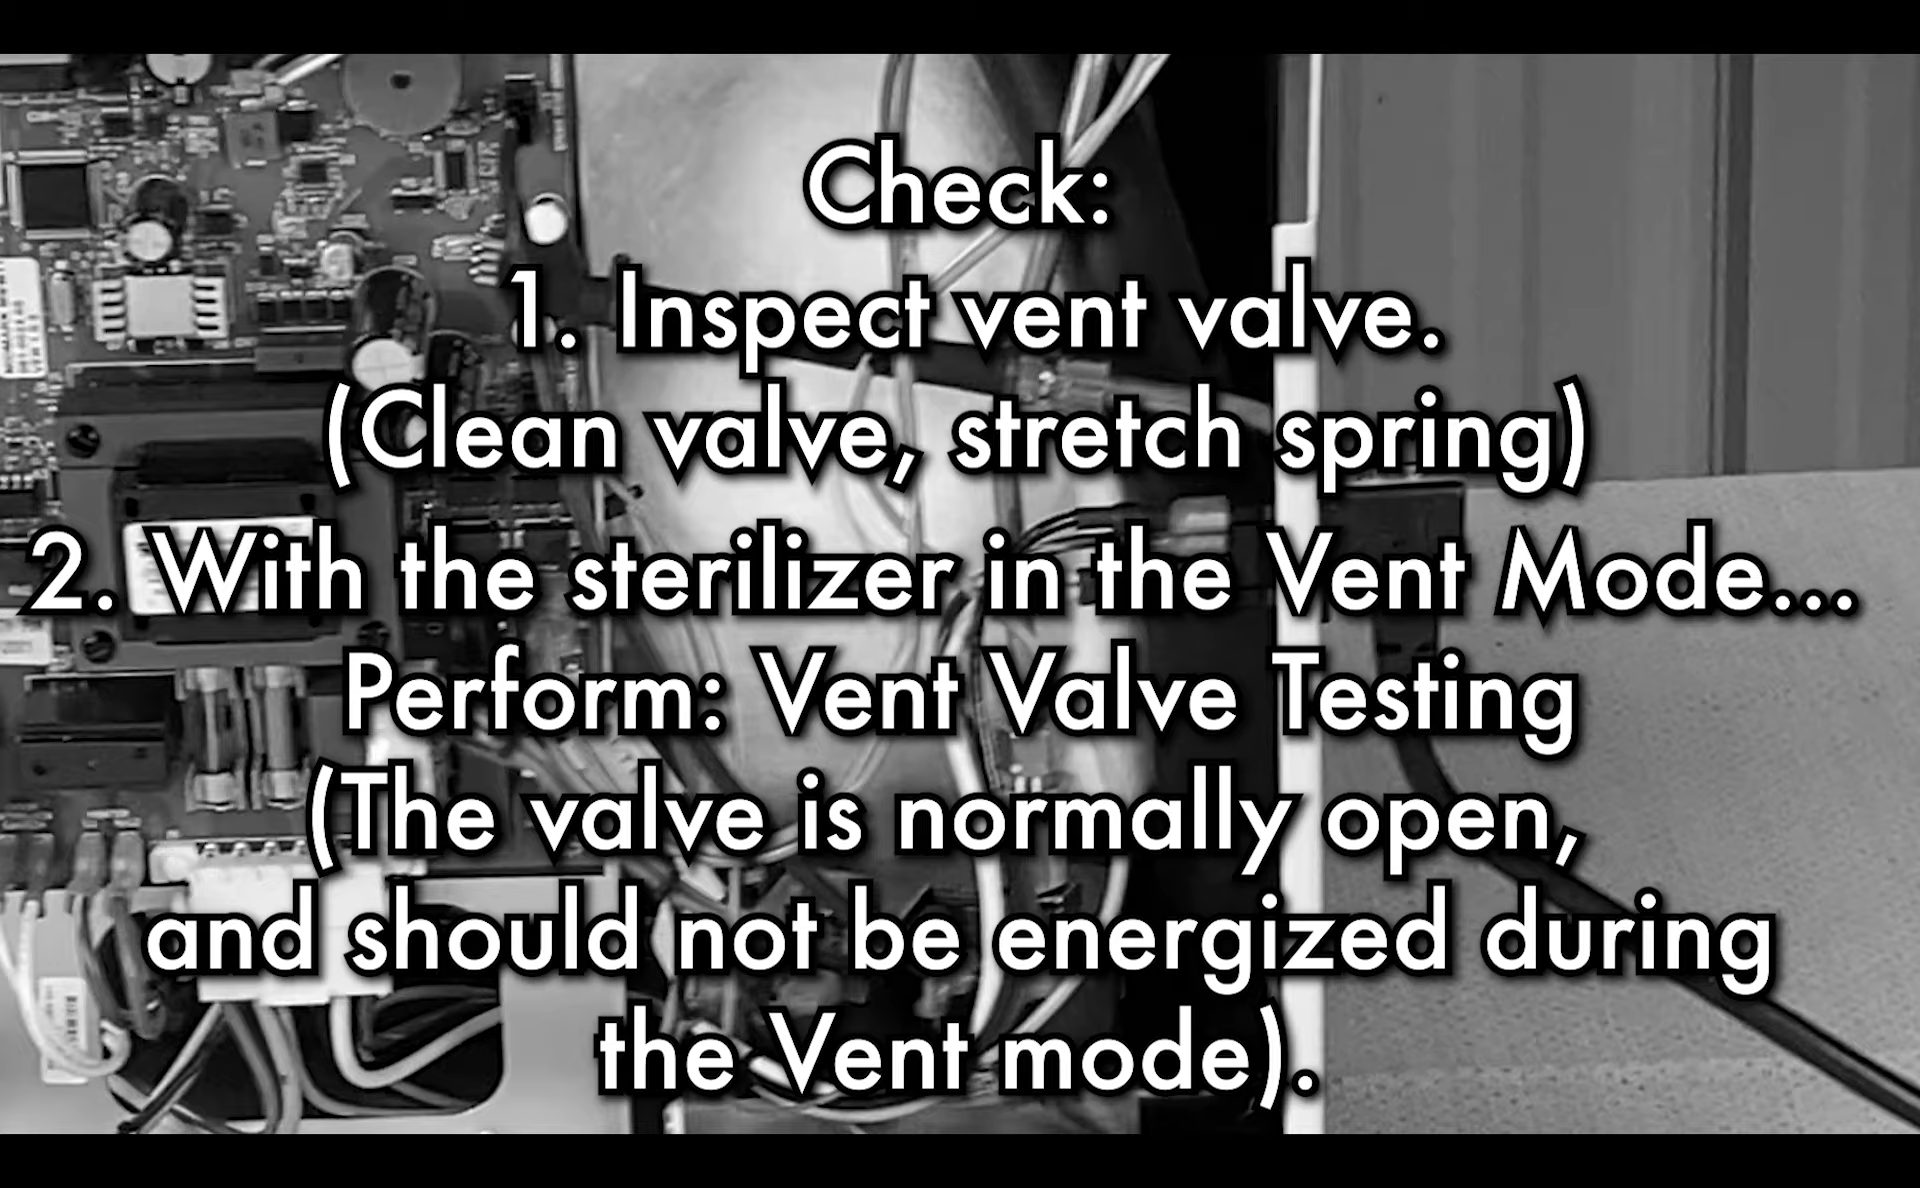 Check:
1. Inspect vent valve.
(Clean valve, stretch spring)
2. With the sterilizer in the Vent Mode...
Perform: Vent Valve Testing
(The valve is normally open,
and should not be energized during
the Vent mode).